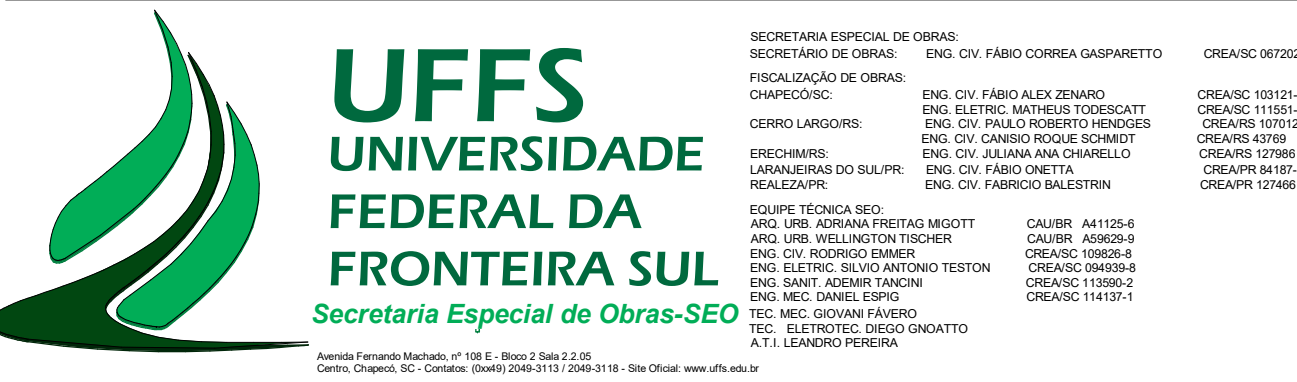 UFFS
UNIVERSIDADE
FEDERAL DA
FRONTEIRA SUL
Secretaria Especial de Obras-SEO
Avenida Fernando Machado, nº 108 E - Bloco 2 Sala 2.2.05
Centro, Chapecó, SC - Contatos: (0xx49) 2049-3113 / 2049-3118 - Site Oficial: www.uffs.edu.br
SECRETARIA ESPECIAL DE OBRAS:
SECRETÁRIO DE OBRAS: ENG. CIV. FÁBIO CORREA GASPARETTO CREA/SC 067202
FISCALIZAÇÃO DE OBRAS:
CHAPECÓ/SC: ENG. CIV. FÁBIO ALEX ZENARO CREA/SC 103121-
ENG. ELETRIC. MATHEUS TODESCATT CREA/SC 111551-
CERRO LARGO/RS: ENG. CIV. PAULO ROBERTO HENDGES CREA/RS 107012
ENG. CIV. CANISIO ROQUE SCHMIDT CREA/RS 43769
ERECHIM/RS: ENG. CIV. JULIANA ANA CHIARELLO CREA/RS 127986
LARANJEIRAS DO SUL/PR: ENG. CIV. FÁBIO ONETTA CREA/PR 84187-
REALEZA/PR: ENG. CIV. FABRICIO BALESTRIN CREA/PR 127466
EQUIPE TÉCNICA SEO:
ARQ. URB. ADRIANA FREITAG MIGOTT CAU/BR A41125-6
ARQ. URB. WELLINGTON TISCHER CAU/BR A59629-9
ENG. CIV. RODRIGO EMMER CREA/SC 109826-8
ENG. ELETRIC. SILVIO ANTONIO TESTON CREA/SC 094939-8
ENG. SANIT. ADEMIR TANCINI CREA/SC 113590-2
ENG. MEC. DANIEL ESPIG CREA/SC 114137-1
TEC. MEC. GIOVANI FÁVERO
TEC. ELETROTEC. DIEGO GNOATTO
A.T.I. LEANDRO PEREIRA